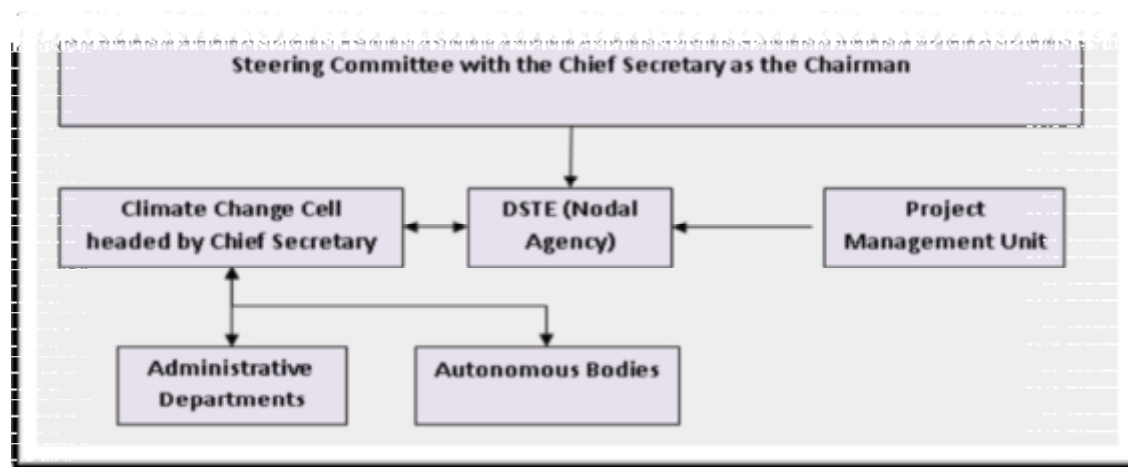 Steering Committee with the Chief Secretary as the Chairman
Climate Change Cell
headed by Chief Secretary
DSTE (Nodal
Agency)
Project
Management Unit
Administrative
Departments
Autonomous Bodies